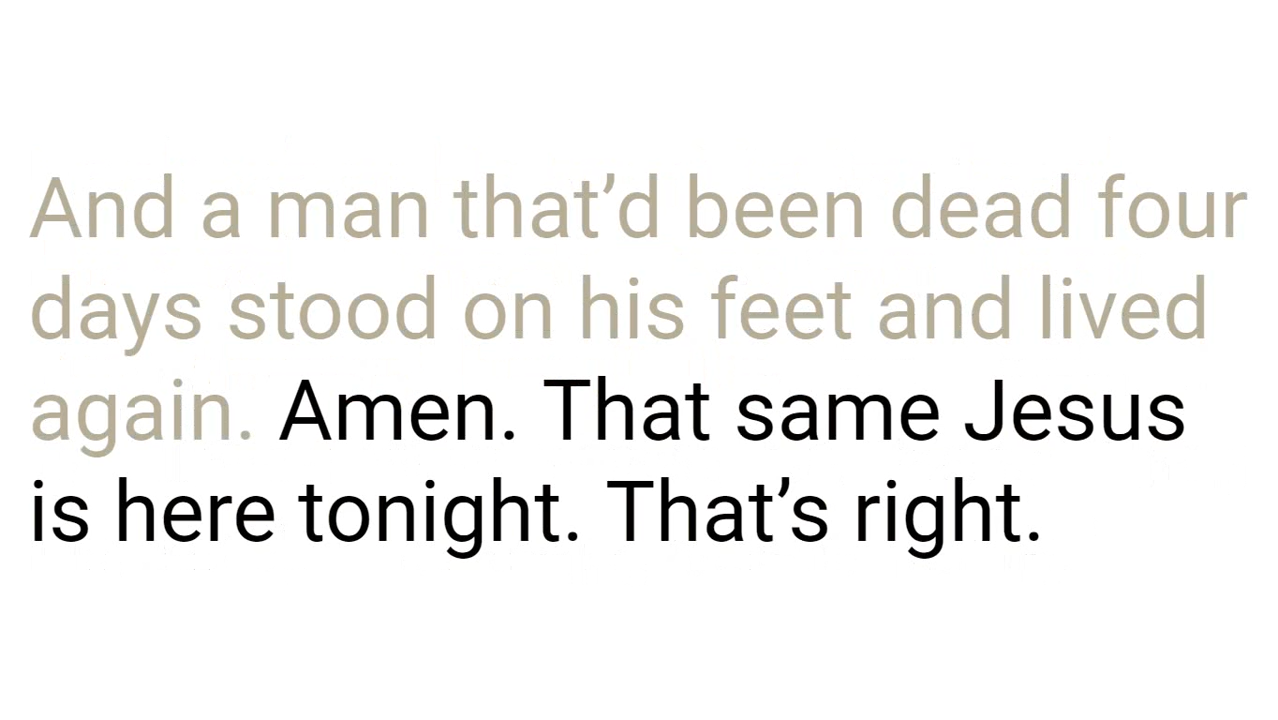 And a man that’d been dead four
days stood on his feet and lived
again. Amen. That same Jesus
is here tonight. That’s right.